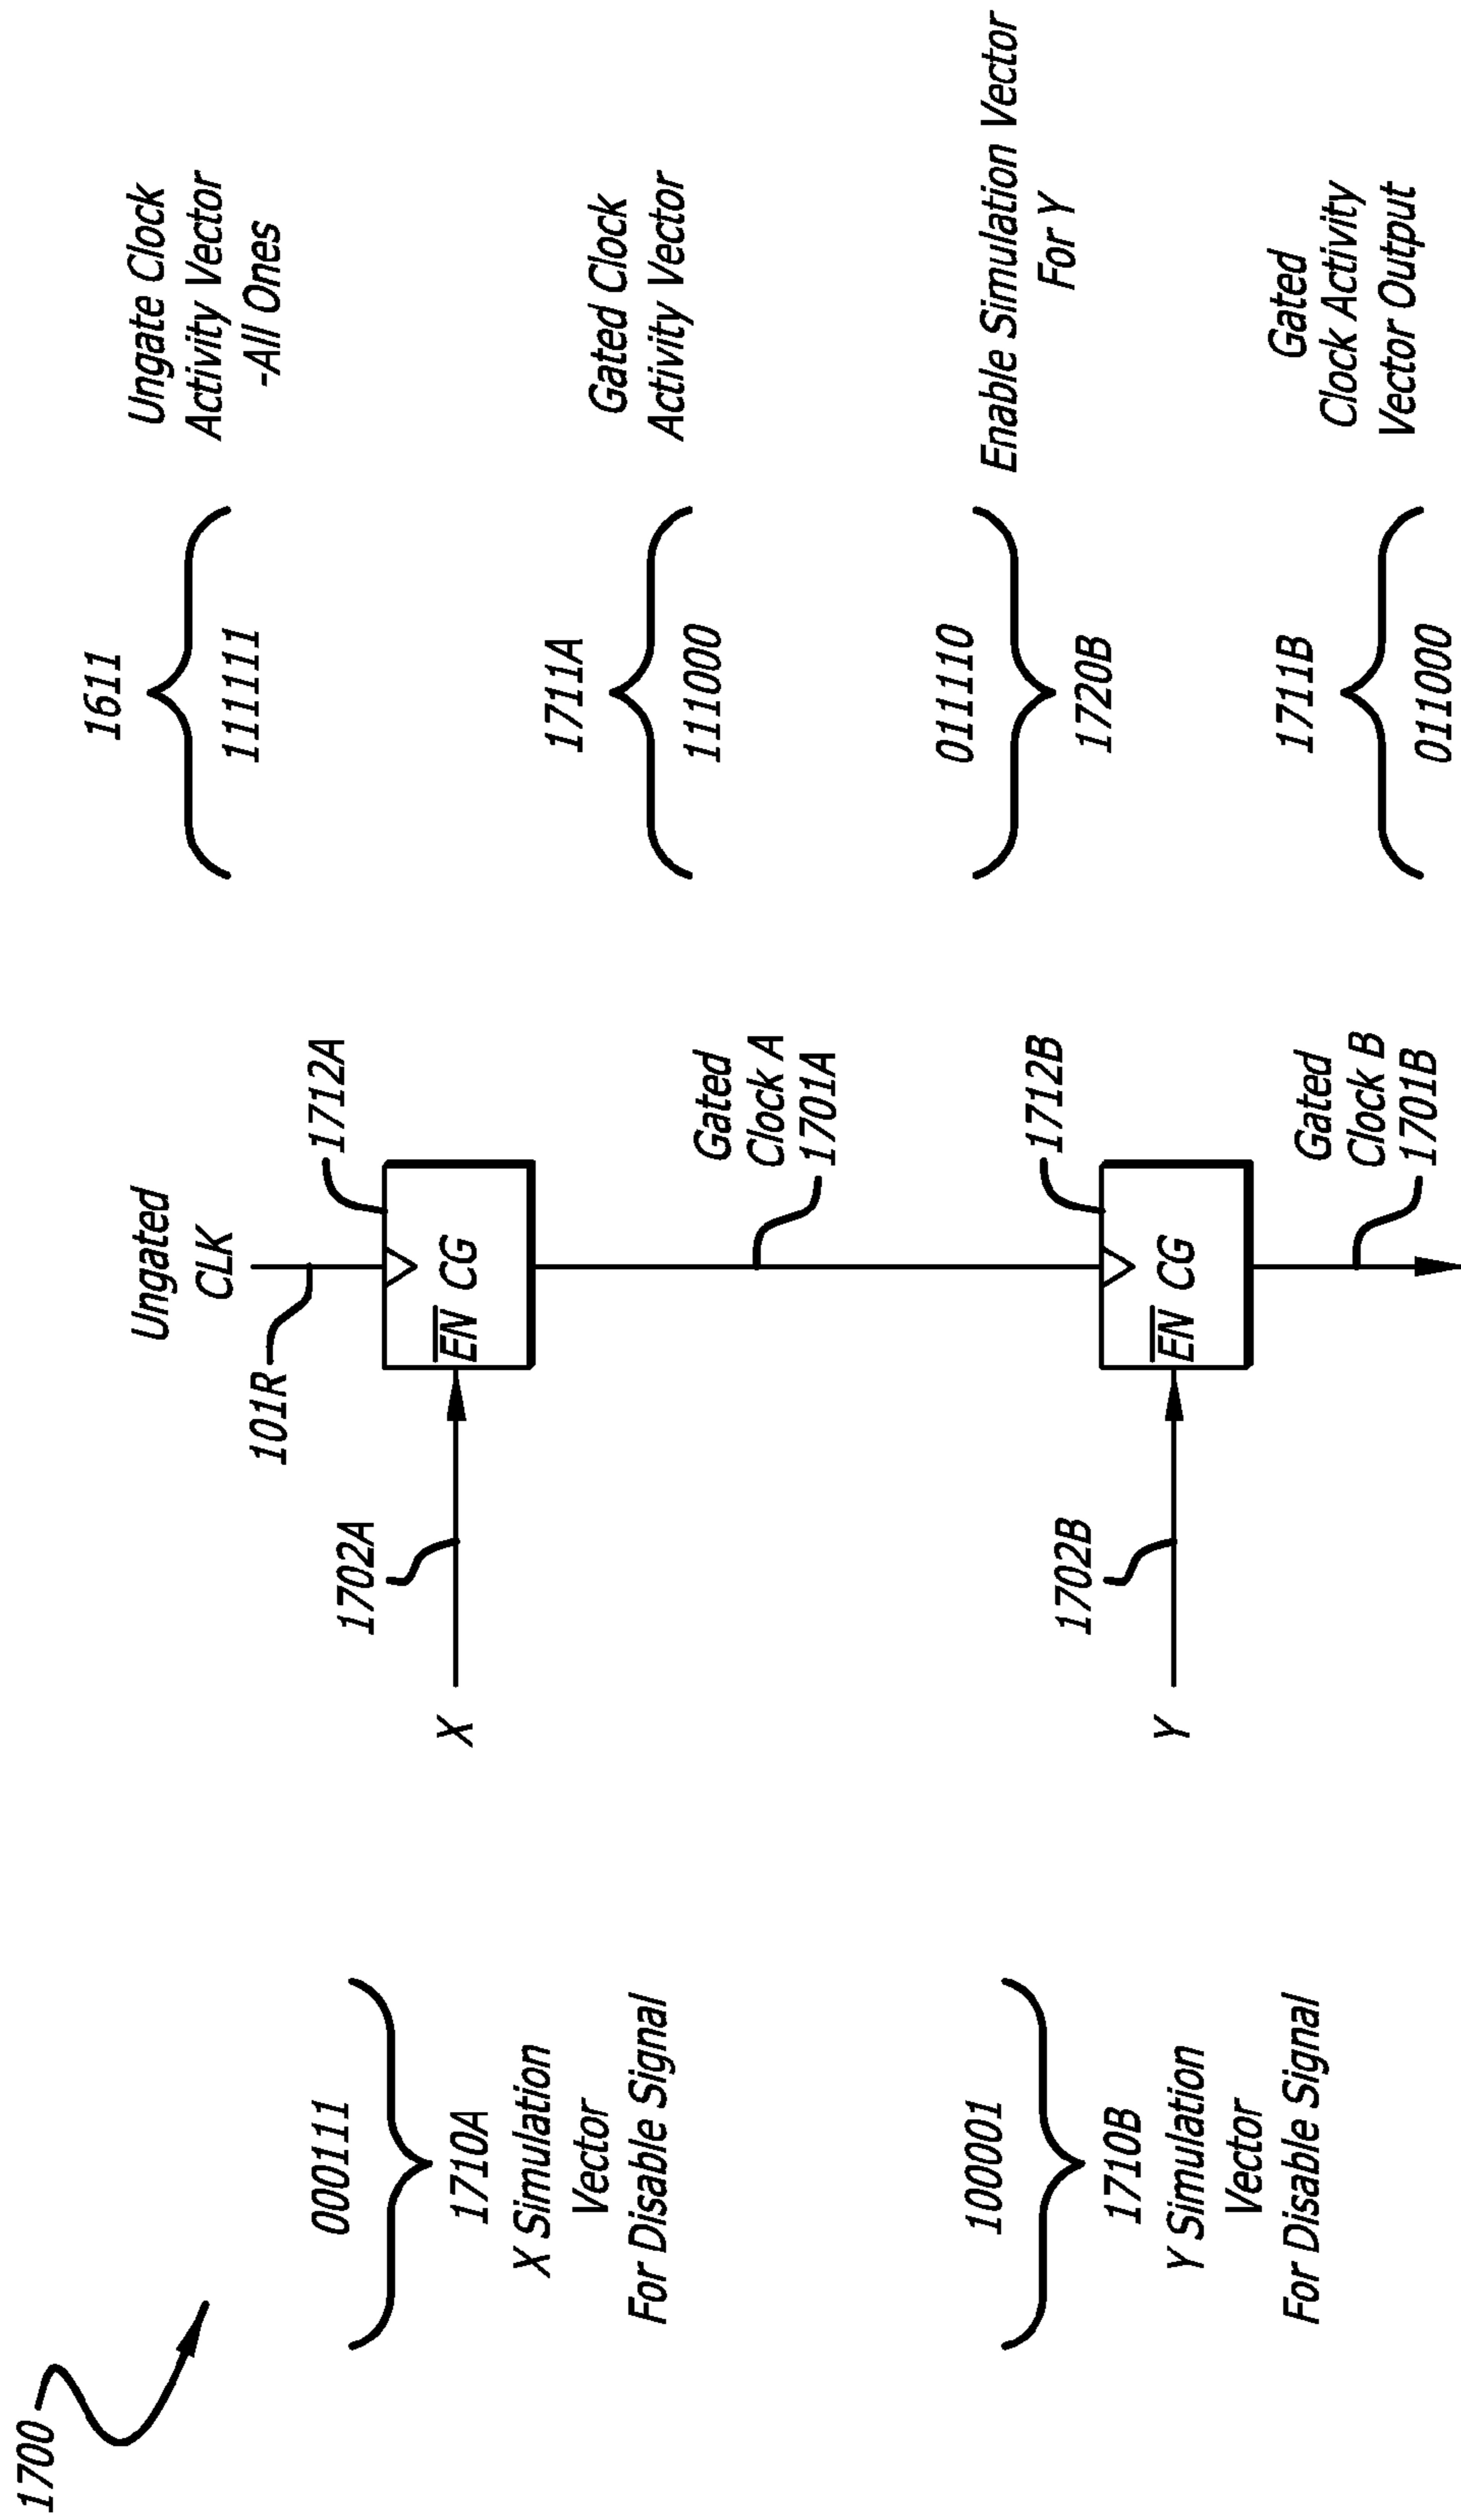 1700
000111
1710A
X Simulation
Vector
For Disable Signal
100001
1710B
Y Simulation
Vector
For Disable Signal
Ungated
CLK
101R
1702A
X
EN CG
1712A
Gated
Clock A
1701A
1702B
Y
EN CG
1712B
Gated
Clock B
1701B
1611
111111
Ungate Clock
Activity Vector
-All Ones
1711A
111000
Gated Clock
Activity Vector
011110
1720B
Enable Simulation Vector
For Y
1711B
011000
Gated
Clock Activity
Vector Output